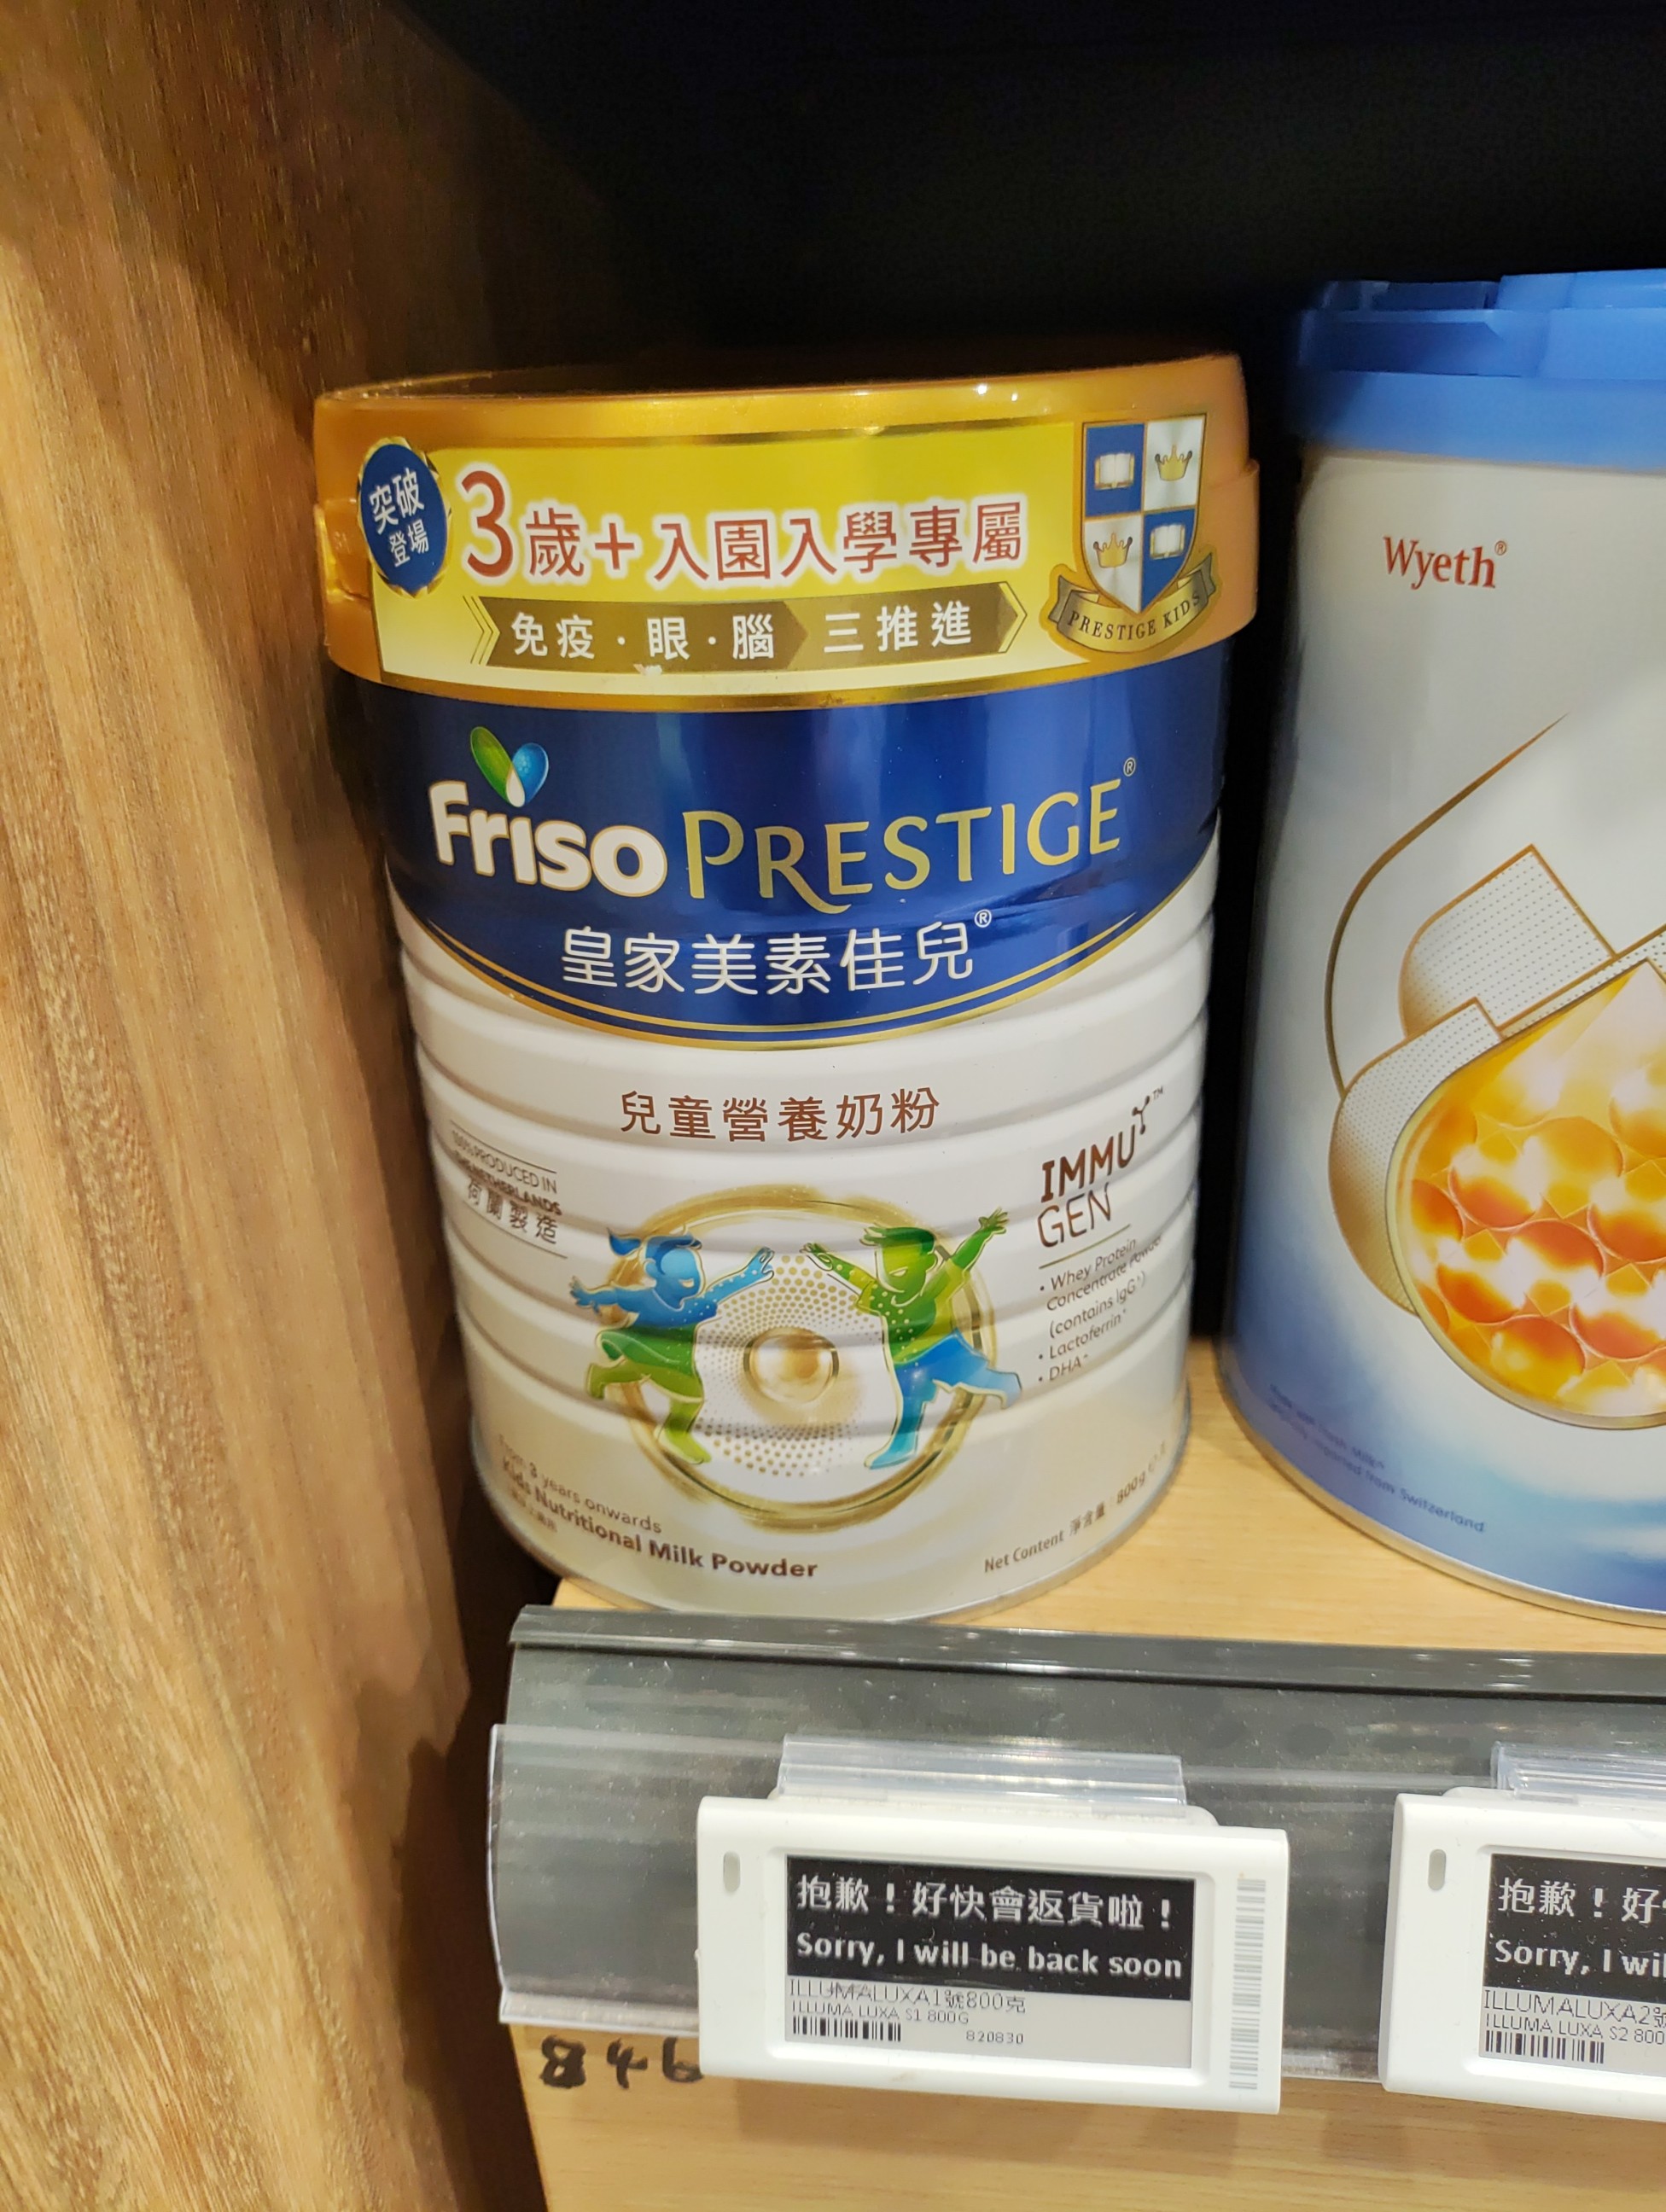 突破
登場
3歲+入園入學專屬
免疫·眼·腦 三推進
PRESTIGE KIDS
Friso PRESTIGE®
皇家美素佳兒®
兒童營養奶粉
100% PRODUCED IN
THE NETHERLANDS
荷蘭製造
IMMU™
GEN
• Whey Protein
Concentrate Powder
(contains IgG
• Lactoferrin
• DHA
From 3 years onwards
Kids Nutritional Milk Powder
Net Content 淨含量 800g
Wyeth®
from Switzerland
抱歉！好快會返貨啦！
Sorry, I will be back soon
ILLUMALUXA1號800克
ILLUMA LUXA S1 800G
820830
抱歉！好
Sorry, I wil
ILLUMALUXA2號
ILLUMA LUXA S2 800